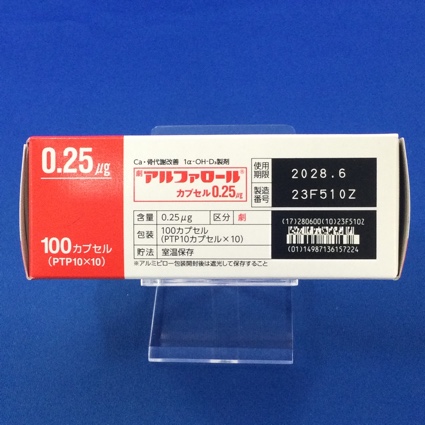 0.25μg
100カプセル
(PTP10×10)
Ca・骨代謝改善 1α-OH-D₃製剤
劇 アルファロール®
カプセル0.25μg
含量 0.25μg 区分 劇
包装 100カプセル
(PTP10カプセル×10)
貯法 室温保存
※アルミピロー包装開封後は遮光して保存すること
使用期限 2028.6
製造番号 23F510Z
(17)280600(10)23F510Z
(01)14987136157224